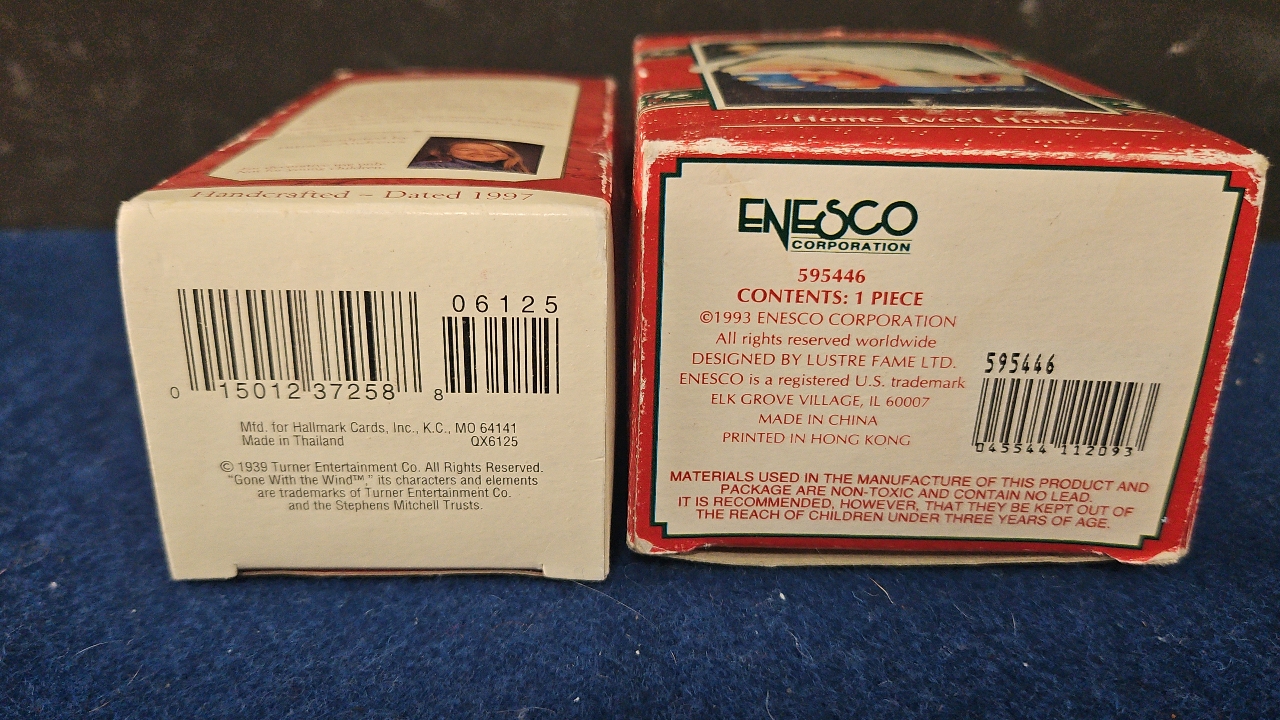 Handcrafted ~ Dated 1997
06125
0 15012 37258 8
Mfd. for Hallmark Cards, Inc., K.C., MO 64141
Made in Thailand QX6125
© 1939 Turner Entertainment Co. All Rights Reserved.
“Gone With the Wind™,” its characters and elements
are trademarks of Turner Entertainment Co.
and the Stephens Mitchell Trusts.
"Home Tweet Home"
ENESCO
CORPORATION
595446
CONTENTS: 1 PIECE
©1993 ENESCO CORPORATION
All rights reserved worldwide
DESIGNED BY LUSTRE FAME LTD.
ENESCO is a registered U.S. trademark
ELK GROVE VILLAGE, IL 60007
MADE IN CHINA
PRINTED IN HONG KONG
595446
045544 112093
MATERIALS USED IN THE MANUFACTURE OF THIS PRODUCT AND
PACKAGE ARE NON-TOXIC AND CONTAIN NO LEAD.
IT IS RECOMMENDED, HOWEVER, THAT THEY BE KEPT OUT OF
THE REACH OF CHILDREN UNDER THREE YEARS OF AGE.